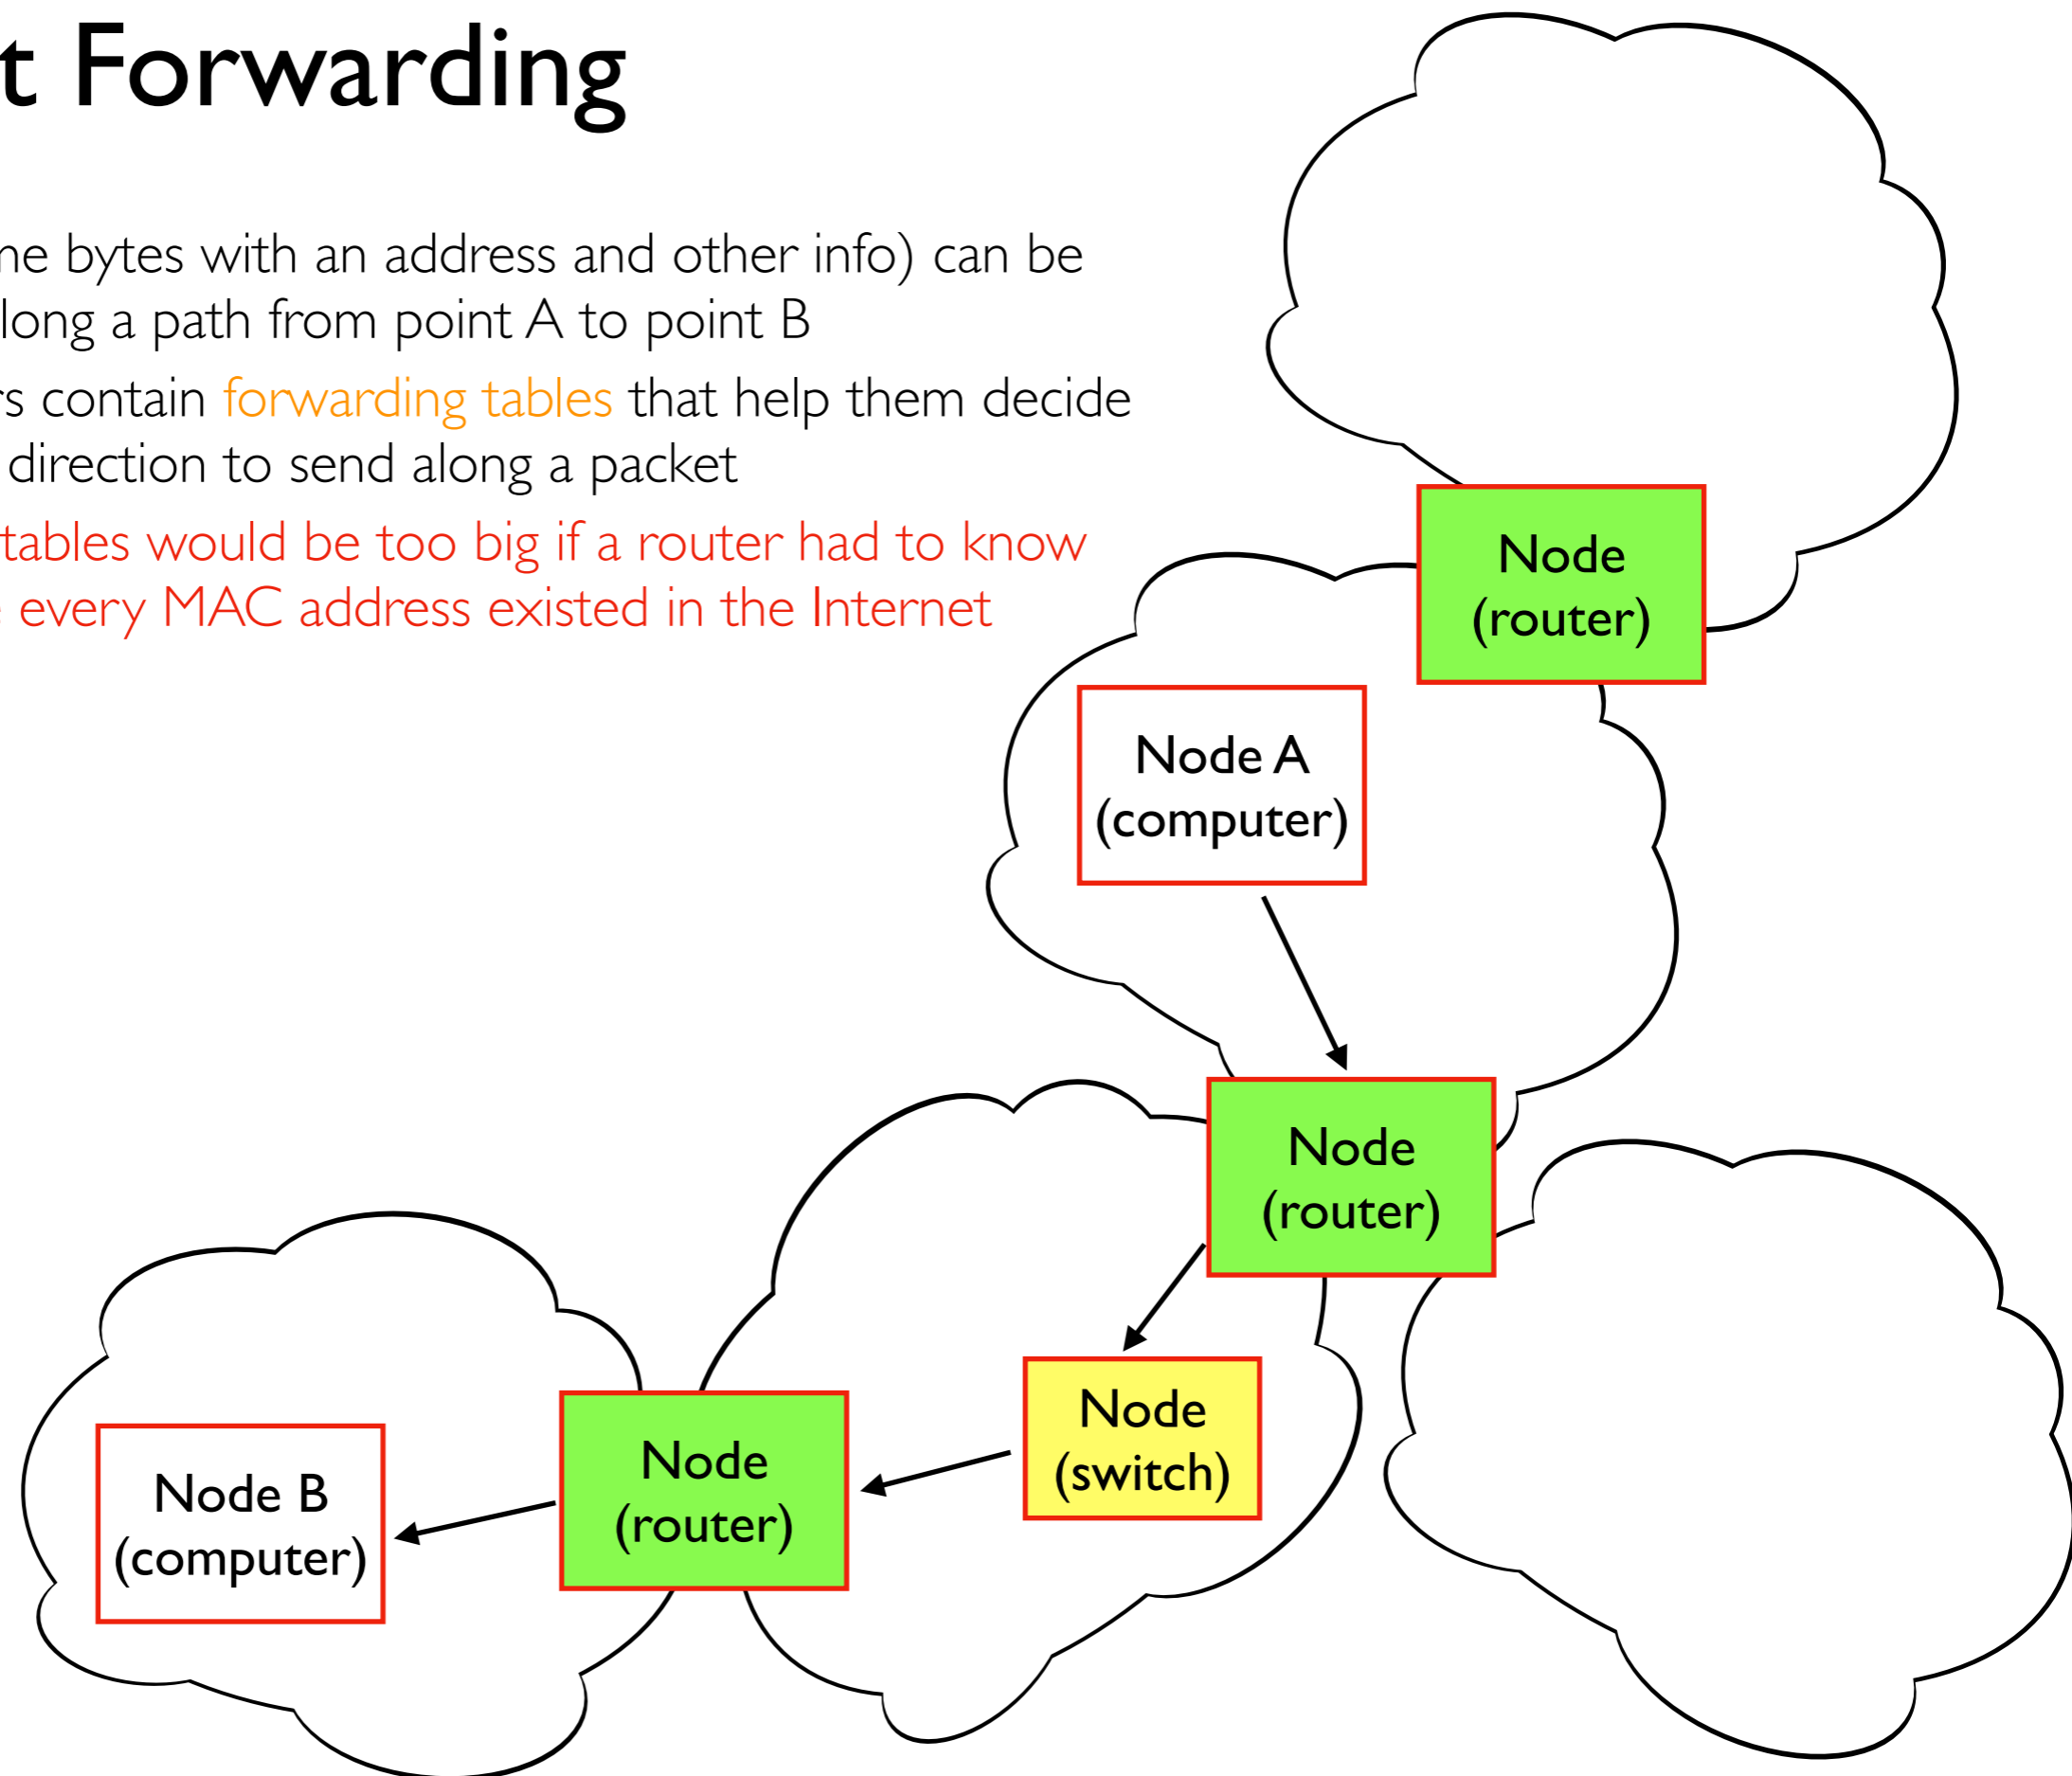 t Forwarding
ne bytes with an address and other info) can be
long a path from point A to point B
rs contain forwarding tables that help them decide
direction to send along a packet
tables would be too big if a router had to know
every MAC address existed in the Internet
Node
(router)
Node A
(computer)
Node
(router)
Node
(switch)
Node
(router)
Node B
(computer)